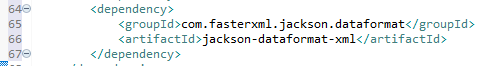 64 <dependency>
65 <groupId>com.fasterxml.jackson.dataformat</groupId>
66 <artifactId>jackson-dataformat-xml</artifactId>
67 </dependency>